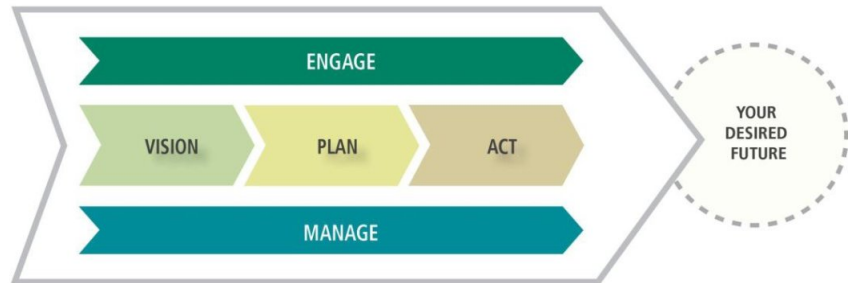 ENGAGE
VISION PLAN ACT
MANAGE
YOUR
DESIRED
FUTURE